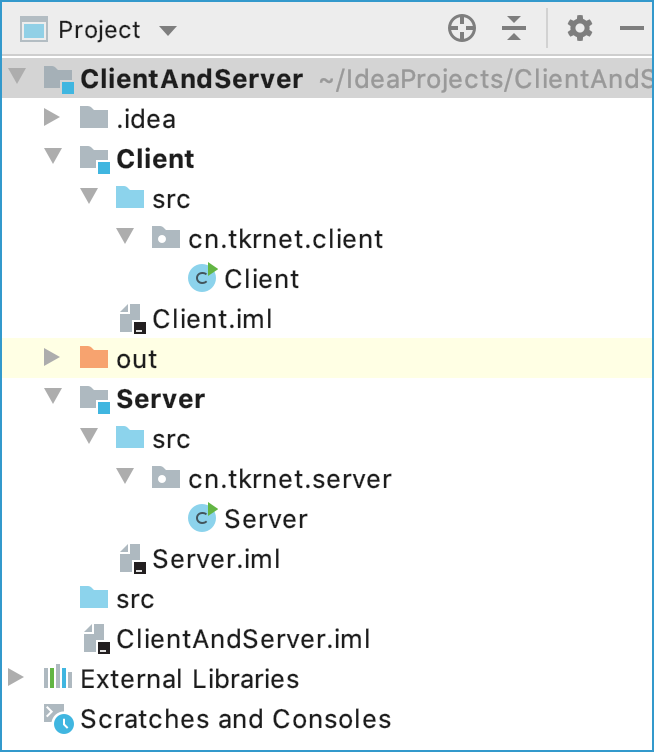 Project
ClientAndServer ~/IdeaProjects/ClientAndS
.idea
Client
src
cn.tkrnet.client
Client
Client.iml
out
Server
src
cn.tkrnet.server
Server
Server.iml
src
ClientAndServer.iml
External Libraries
Scratches and Consoles